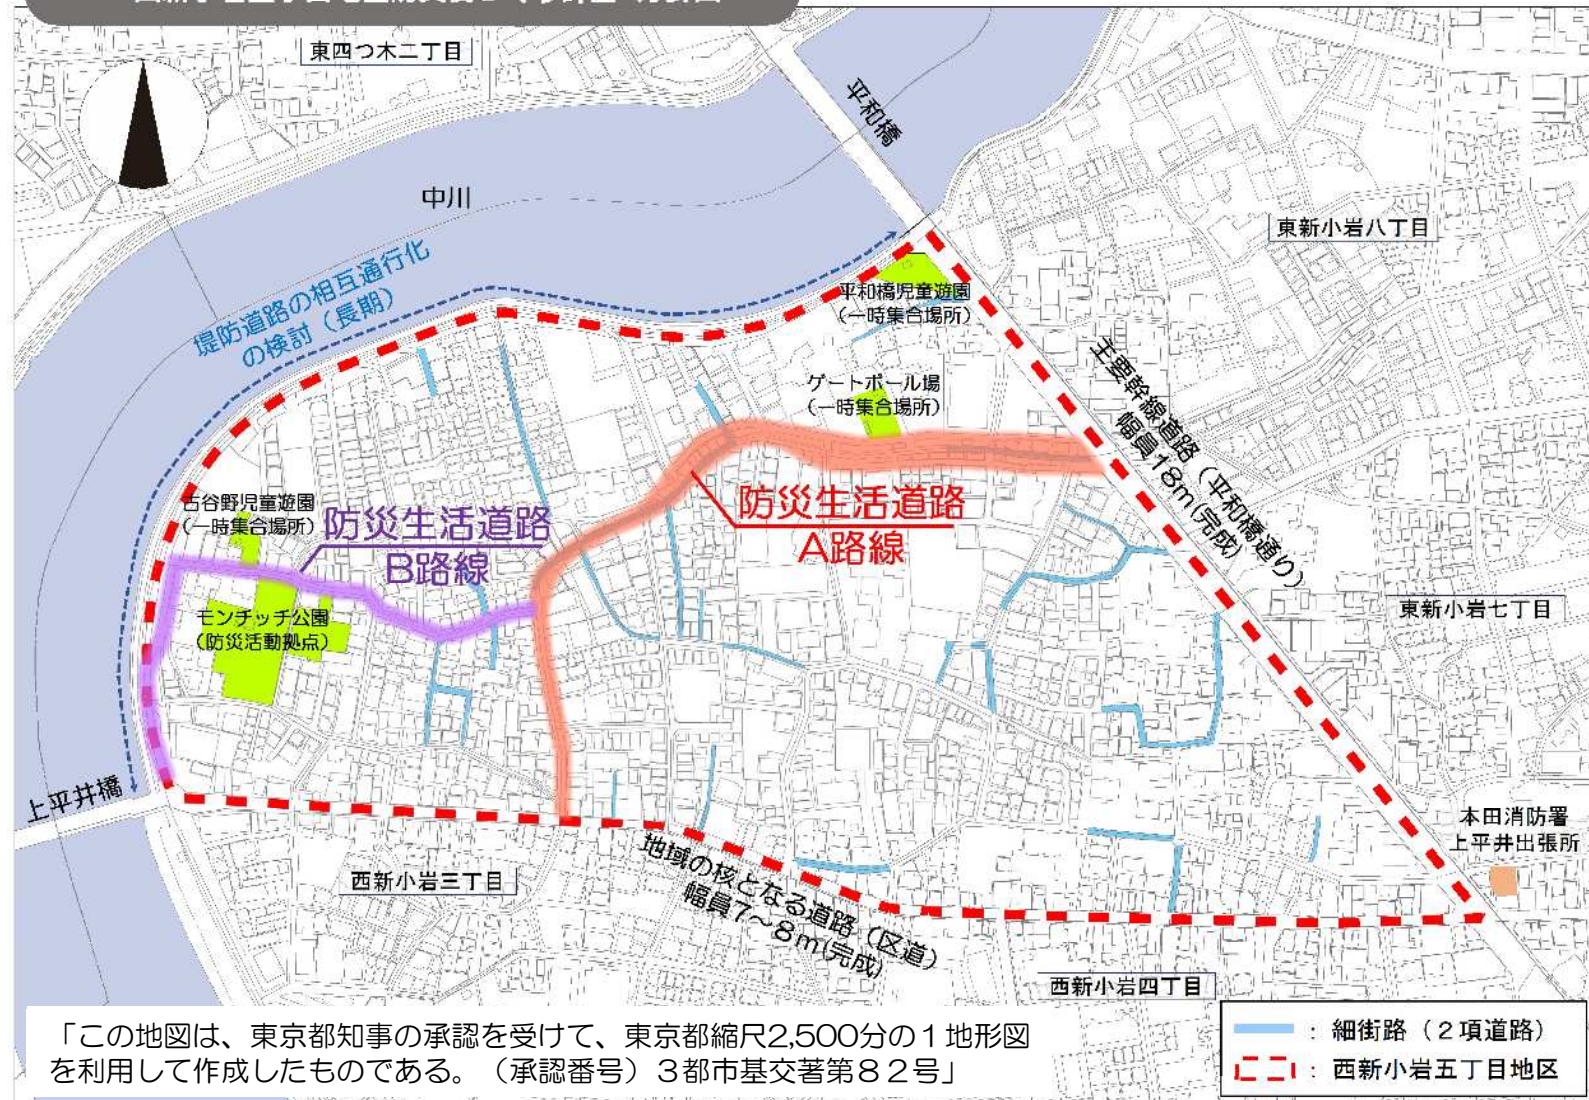 東四つ木二丁目
平和橋
中川
東新小岩八丁目
堤防道路の相互通行化
の検討（長期）
平和橋児童遊園
（一時集合場所）
ゲートボール場
（一時集合場所）
主要幹線道路（平和橋通り）
幅員18m(完成)
古谷野児童遊園
（一時集合場所）
防災生活道路
B路線
防災生活道路
A路線
モンチッチ公園
（防災活動拠点）
東新小岩七丁目
上平井橋
本田消防署
上平井出張所
西新小岩三丁目
地域の核となる道路（区道）
幅員7～8m(完成)
西新小岩四丁目
「この地図は、東京都知事の承認を受けて、東京都縮尺2,500分の1地形図
を利用して作成したものである。（承認番号）3都市基交著第82号」
：細街路（2項道路）
：西新小岩五丁目地区